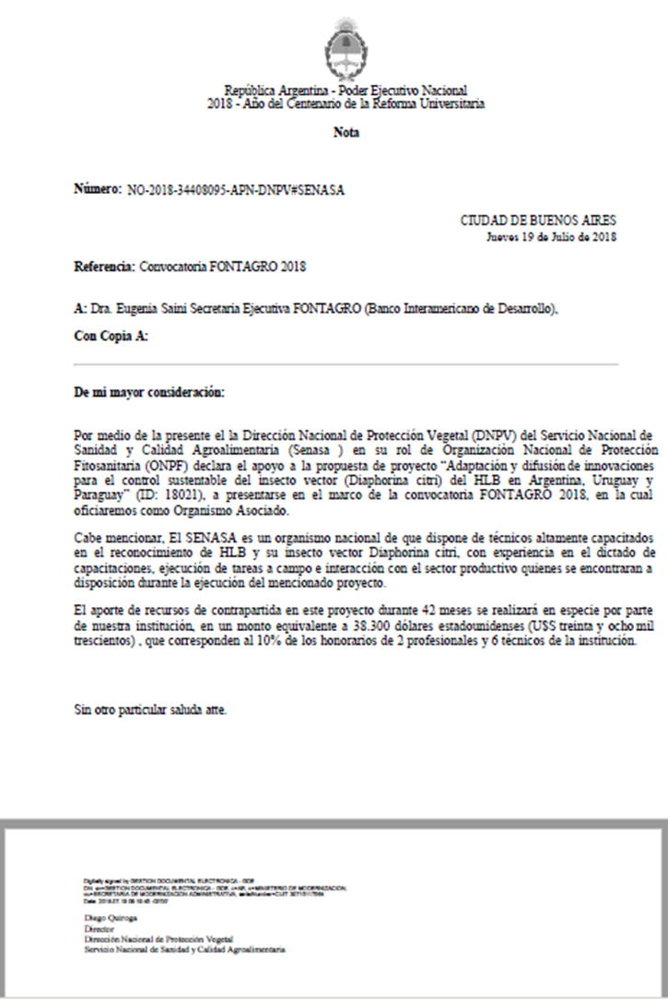 República Argentina - Poder Ejecutivo Nacional
2018 - Año del Centenario de la Reforma Universitaria
Nota
Número: NO-2018-34408095-APN-DNPV#SENASA
CIUDAD DE BUENOS AIRES
Jueves 19 de Julio de 2018
Referencia: Convocatoria FONTAGRO 2018
A: Dra. Eugenia Saini Secretaria Ejecutiva FONTAGRO (Banco Interamericano de Desarrollo),
Con Copia A:
De mi mayor consideración:
Por medio de la presente el la Dirección Nacional de Protección Vegetal (DNPV) del Servicio Nacional de
Sanidad y Calidad Agroalimentaria (Senasa ) en su rol de Organización Nacional de Protección
Fitosanitaria (ONPF) declara el apoyo a la propuesta de proyecto “Adaptación y difusión de innovaciones
para el control sustentable del insecto vector (Diaphorina citri) del HLB en Argentina, Uruguay y
Paraguay” (ID: 18021), a presentarse en el marco de la convocatoria FONTAGRO 2018, en la cual
oficiaremos como Organismo Asociado.
Cabe mencionar, El SENASA es un organismo nacional de que dispone de técnicos altamente capacitados
en el reconocimiento de HLB y su insecto vector Diaphorina citri, con experiencia en el dictado de
capacitaciones, ejecución de tareas a campo e interacción con el sector productivo quienes se encontraran a
disposición durante la ejecución del mencionado proyecto.
El aporte de recursos de contrapartida en este proyecto durante 42 meses se realizará en especie por parte
de nuestra institución, en un monto equivalente a 38.300 dólares estadounidenses (U$S treinta y ocho mil
trescientos) , que corresponden al 10% de los honorarios de 2 profesionales y 6 técnicos de la institución.
Sin otro particular saluda atte.
Digitally signed by GESTION DOCUMENTAL ELECTRONICA - GDE
DN: cn=GESTION DOCUMENTAL ELECTRONICA - GDE, c=AR, o=MINISTERIO DE MODERNIZACION,
ou=SECRETARIA DE MODERNIZACION ADMINISTRATIVA, serialNumber=CUIT
Date:
Diego Quiroga
Director
Dirección Nacional de Protección Vegetal
Servicio Nacional de Sanidad y Calidad Agroalimentaria